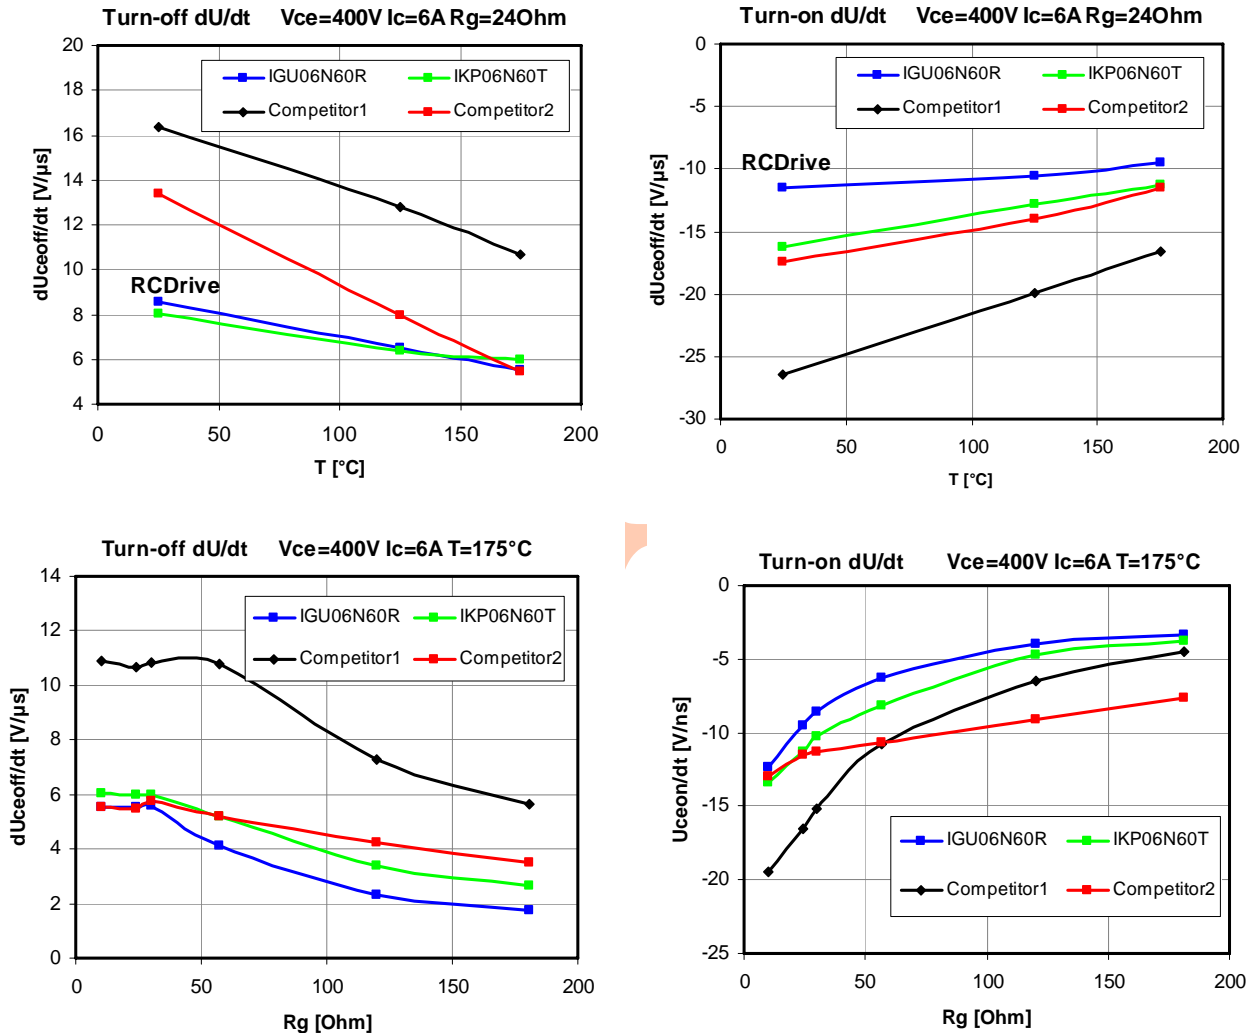 Turn-off dU/dt Vce=400V Ic=6A Rg=24Ohm
20
18
16
14
12
10
8
6
4
dUceoff/dt [V/µs]
IGU06N60R
IKP06N60T
Competitor1
Competitor2
RCDrive
0
50
100
150
200
T [°C]
Turn-on dU/dt Vce=400V Ic=6A Rg=24Ohm
0
-5
-10
-15
-20
-25
-30
dUceoff/dt [V/µs]
IGU06N60R
IKP06N60T
Competitor1
Competitor2
RCDrive
0
50
100
150
200
T [°C]
Turn-off dU/dt Vce=400V Ic=6A T=175°C
14
12
10
8
6
4
2
0
dUceoff/dt [V/µs]
IGU06N60R
IKP06N60T
Competitor1
Competitor2
0
50
100
150
200
Rg [Ohm]
Turn-on dU/dt Vce=400V Ic=6A T=175°C
0
-5
-10
-15
-20
-25
Uceon/dt [V/ns]
IGU06N60R
IKP06N60T
Competitor1
Competitor2
0
50
100
150
200
Rg [Ohm]